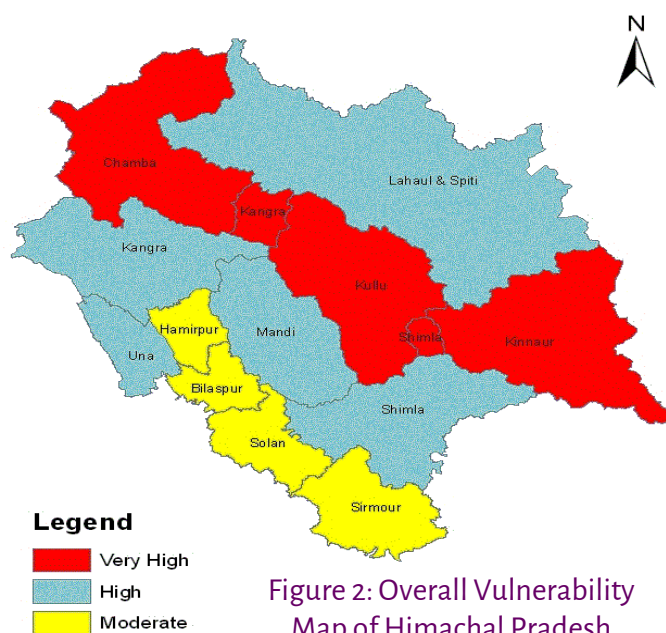 N
Chamba
Lahaul & Spiti
Kangra
Kangra
Kullu
Hamirpur
Mandi
Shimla
Kinnaur
Una
Bilaspur
Shimla
Solan
Sirmour
Legend
Very High
High
Moderate
Figure 2: Overall Vulnerability
Map of Himachal Pradesh